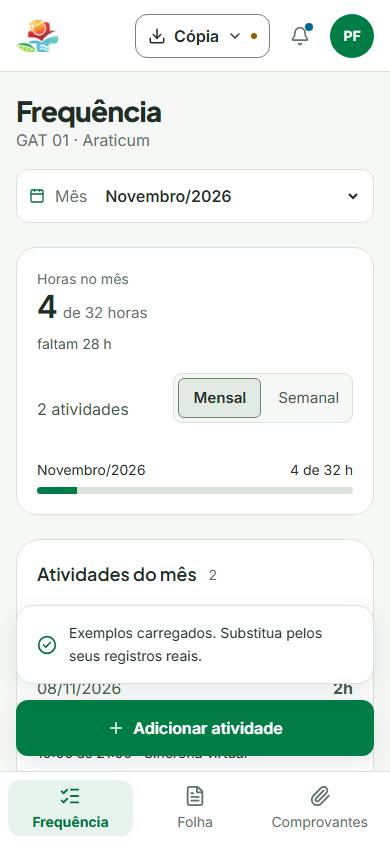 Cópia
PF
Frequência
GAT 01 · Araticum
Mês Novembro/2026
Horas no mês
4 de 32 horas
faltam 28 h
2 atividades
Mensal
Semanal
Novembro/2026
4 de 32 h
Atividades do mês 2
Exemplos carregados. Substitua pelos
seus registros reais.
08/11/2026
2h
+ Adicionar atividade
Frequência
Folha
Comprovantes